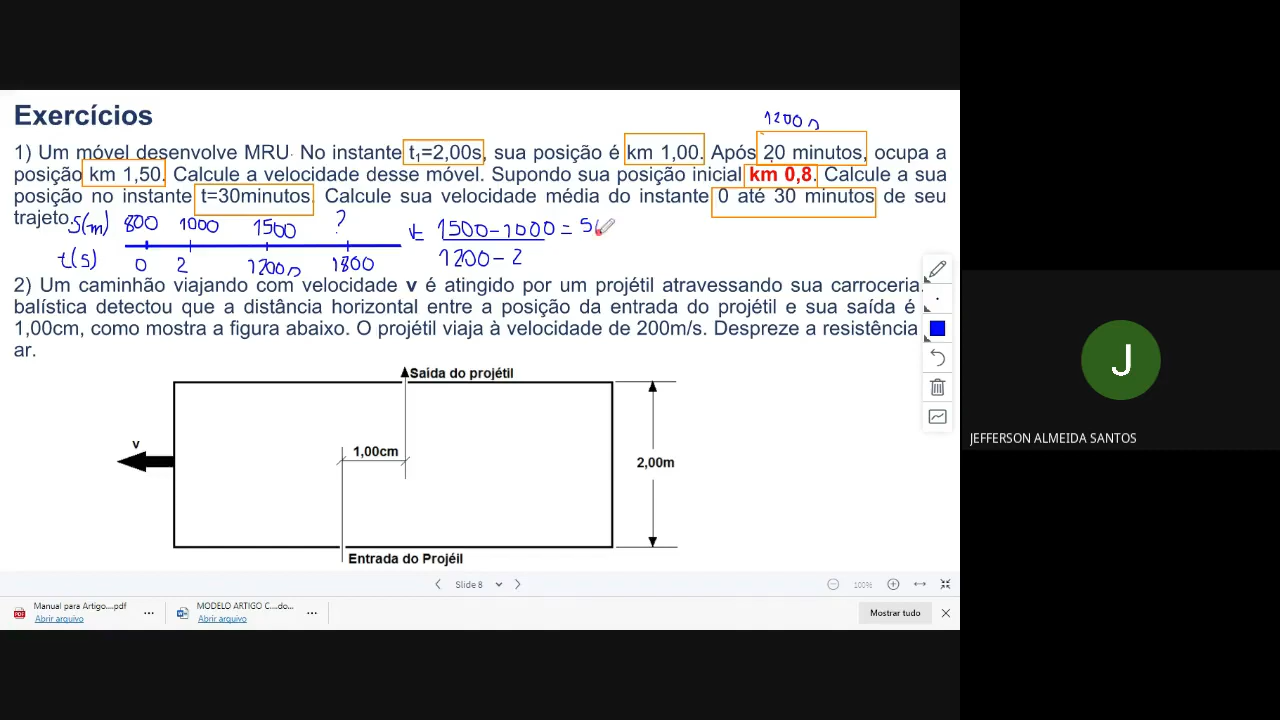 Exercícios
1200 s
1) Um móvel desenvolve MRU. No instante t1=2,00s, sua posição é km 1,00. Após 20 minutos, ocupa a
posição km 1,50. Calcule a velocidade desse móvel. Supondo sua posição inicial km 0,8. Calcule a sua
posição no instante t=30minutos. Calcule sua velocidade média do instante 0 até 30 minutos de seu
trajeto.
S(m) 800 1000 1500 ? v= 1500-1000 = 50
t(s) 0 2 1200s 1800 1200-2
2) Um caminhão viajando com velocidade v é atingido por um projétil atravessando sua carroceria.
balística detectou que a distância horizontal entre a posição da entrada do projétil e sua saída é
1,00cm, como mostra a figura abaixo. O projétil viaja à velocidade de 200m/s. Despreze a resistência
ar.
Saída do projétil
v
1,00cm
2,00m
Entrada do Projéil
J
JEFFERSON ALMEIDA SANTOS
Slide 8
100%
Manual para Artigo....pdf
Abrir arquivo
MODELO ARTIGO C....do...
Abrir arquivo
Mostrar tudo